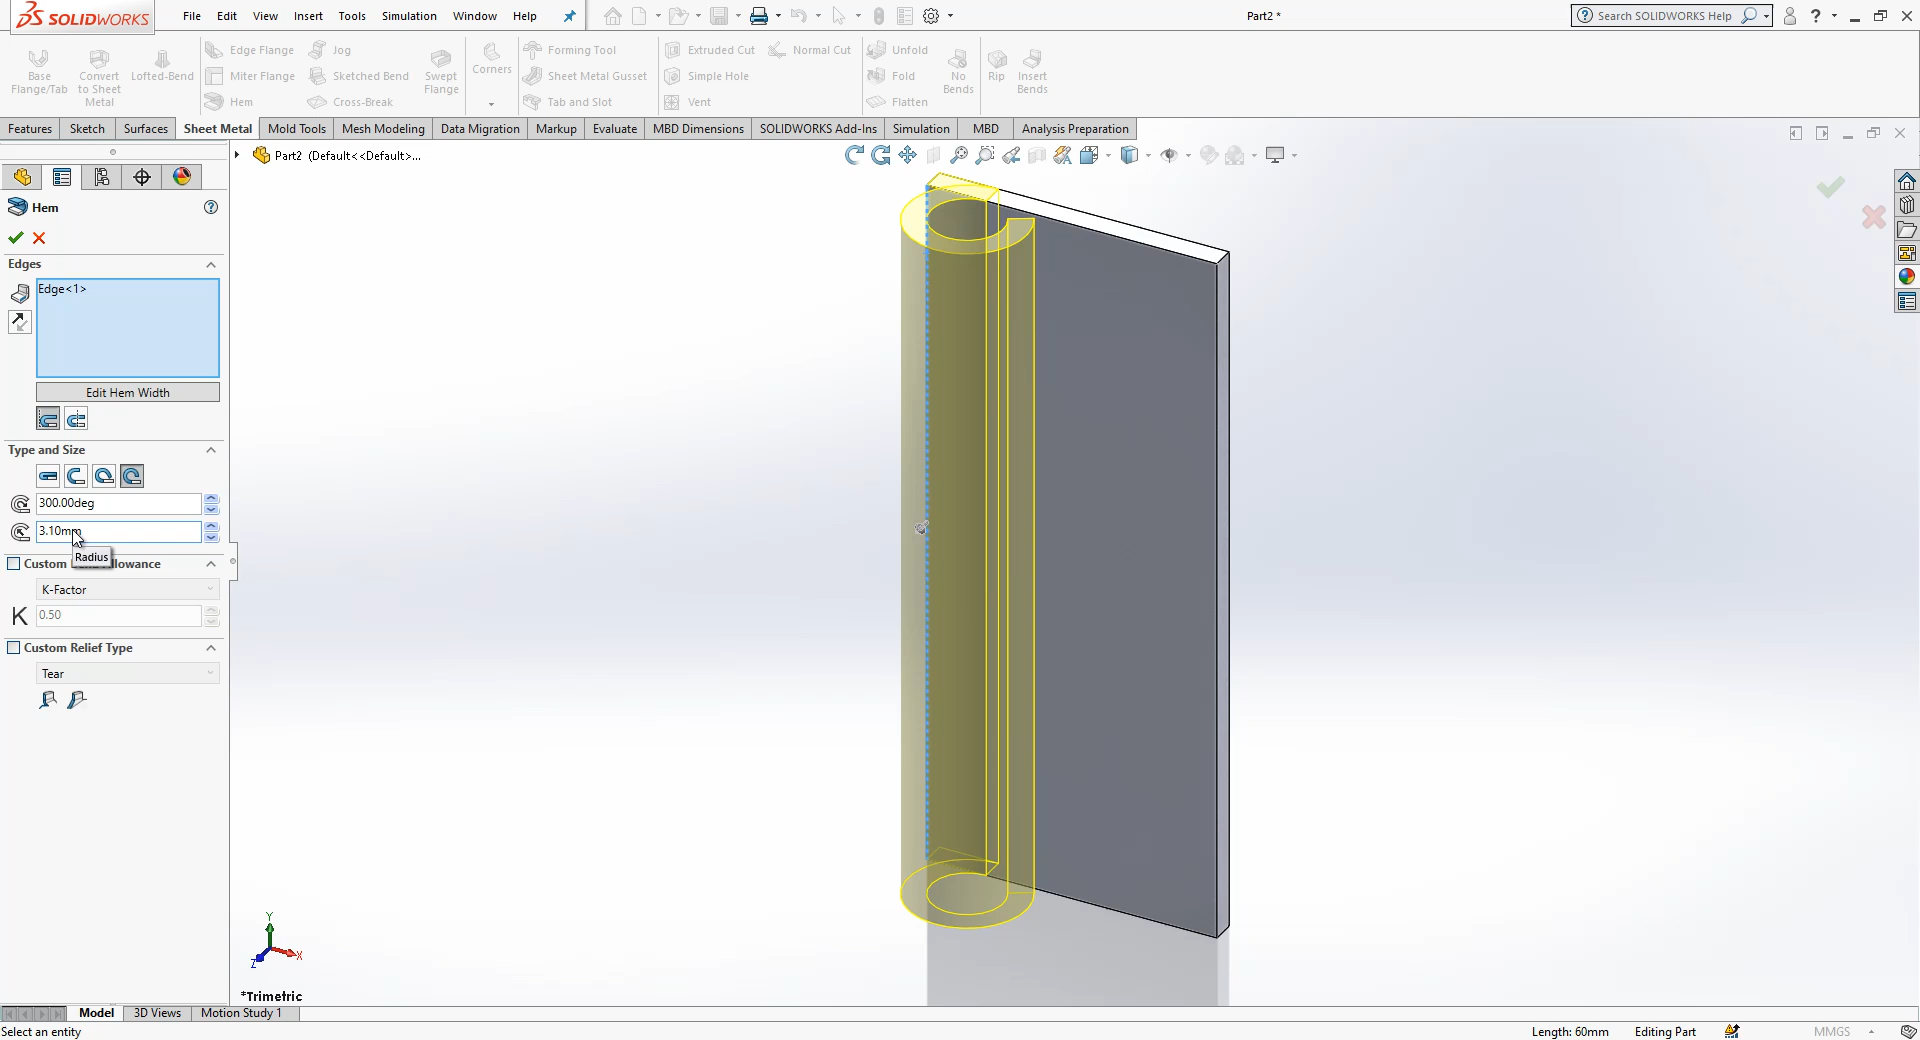 SOLIDWORKS File Edit View Insert Tools Simulation Window Help Part2 * Search SOLIDWORKS Help
Edge Flange Jog Forming Tool Extruded Cut Normal Cut Unfold
Base Flange/Tab Convert to Sheet Metal Lofted-Bend Miter Flange Sketched Bend Swept Flange Corners Sheet Metal Gusset Simple Hole Fold No Bends Rip Insert Bends
Hem Cross-Break Tab and Slot Vent Flatten
Features Sketch Surfaces Sheet Metal Mold Tools Mesh Modeling Data Migration Markup Evaluate MBD Dimensions SOLIDWORKS Add-Ins Simulation MBD Analysis Preparation
Part2 (Default<<Default>...
Hem
Edges
Edge<1>
Edit Hem Width
Type and Size
300.00deg
3.10mm
Radius
Custom llowance
K-Factor
K 0.50
Custom Relief Type
Tear
Y
X
Z
*Trimetric
Model 3D Views Motion Study 1
Select an entity Length: 60mm Editing Part MMGS